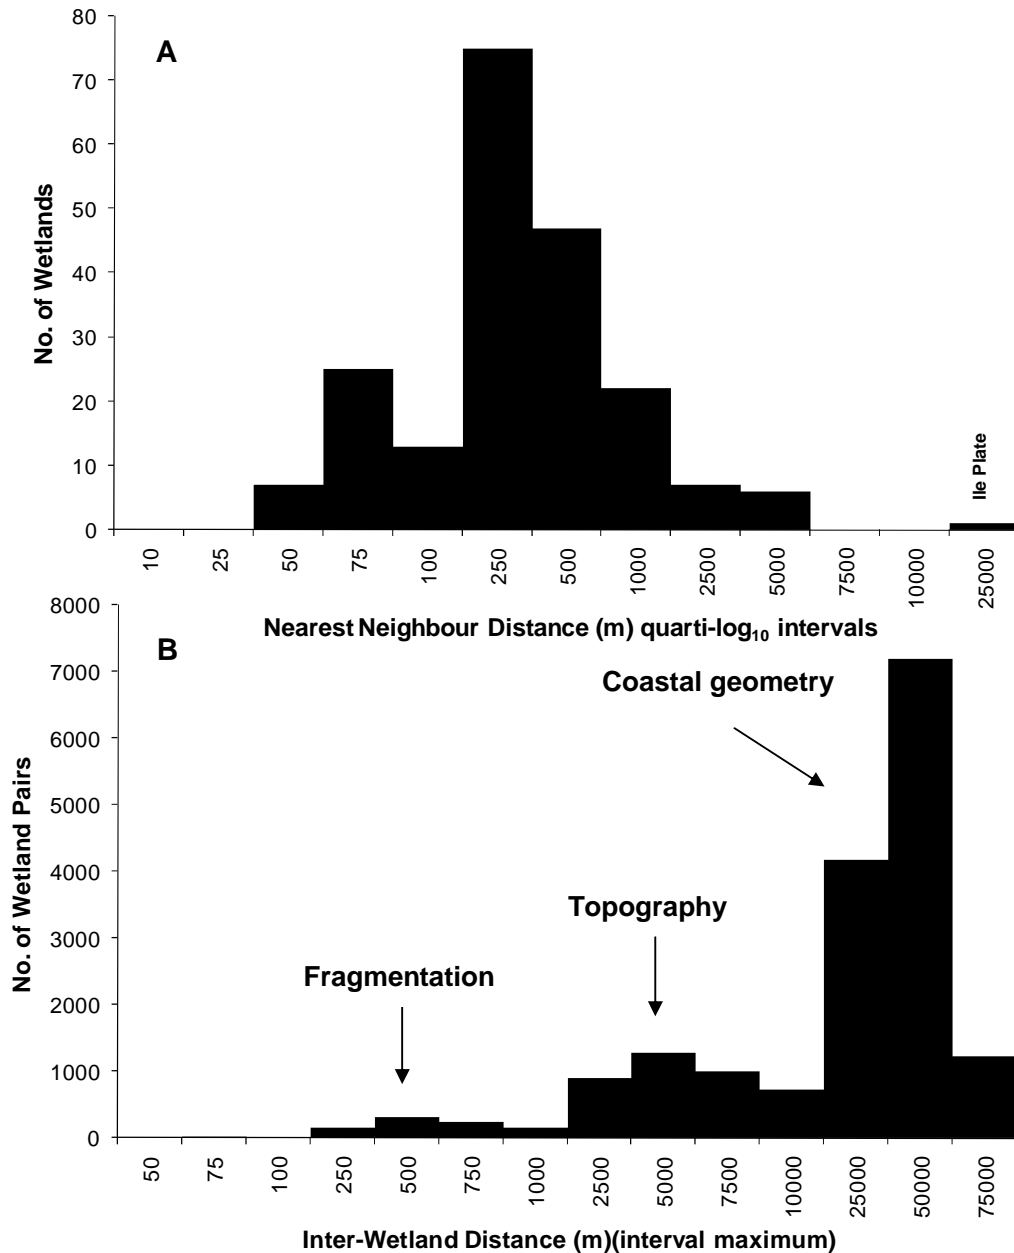 A
No. of Wetlands
80
70
60
50
40
30
20
10
0
Ile Plate
10 25 50 75 100 250 500 1000 2500 5000 7500 10000 25000
Nearest Neighbour Distance (m) quarti-log₁₀ intervals
B
No. of Wetland Pairs
8000
7000
6000
5000
4000
3000
2000
1000
0
Coastal geometry
Topography
Fragmentation
50 75 100 250 500 750 1000 2500 5000 7500 10000 25000 50000 75000
Inter-Wetland Distance (m)(interval maximum)